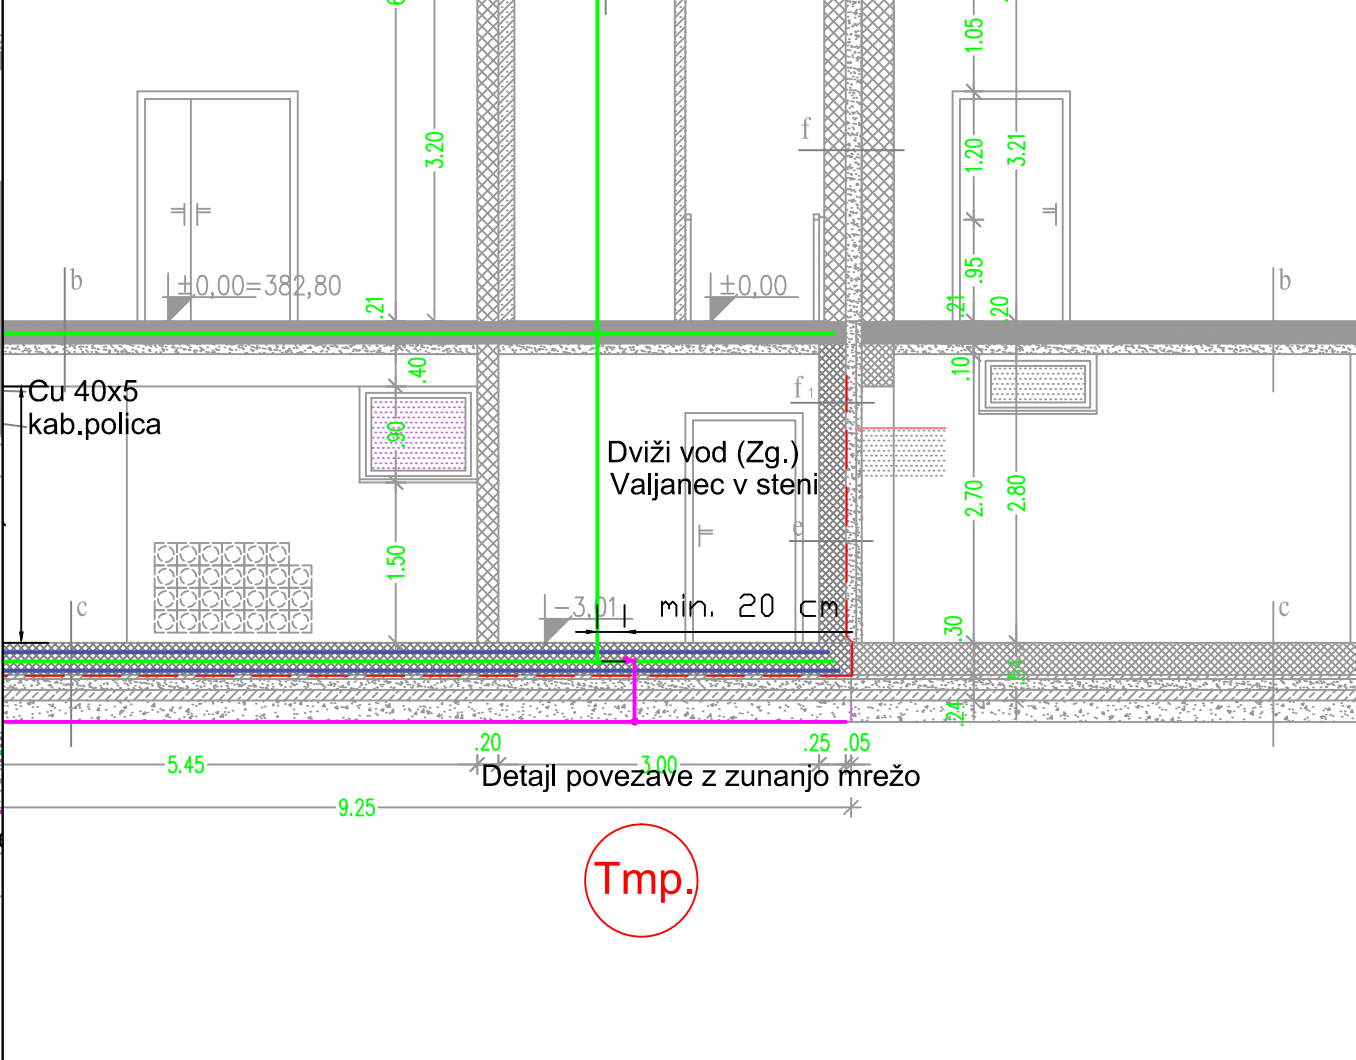 1.05
f
3.20
1.20
3.21
.95
b
±0,00=382,80
±0,00
b
.21
.21
.20
.40
.10
Cu 40x5
kab.polica
f 1
.90
Dviži vod (Zg.)
Valjanec v steni
2.70
2.80
e
1.50
c
-3,01
min. 20 cm
c
.30
.24
.20
.25 .05
5.45
3.00
Detajl povezave z zunanjo mrežo
9.25
Tmp.